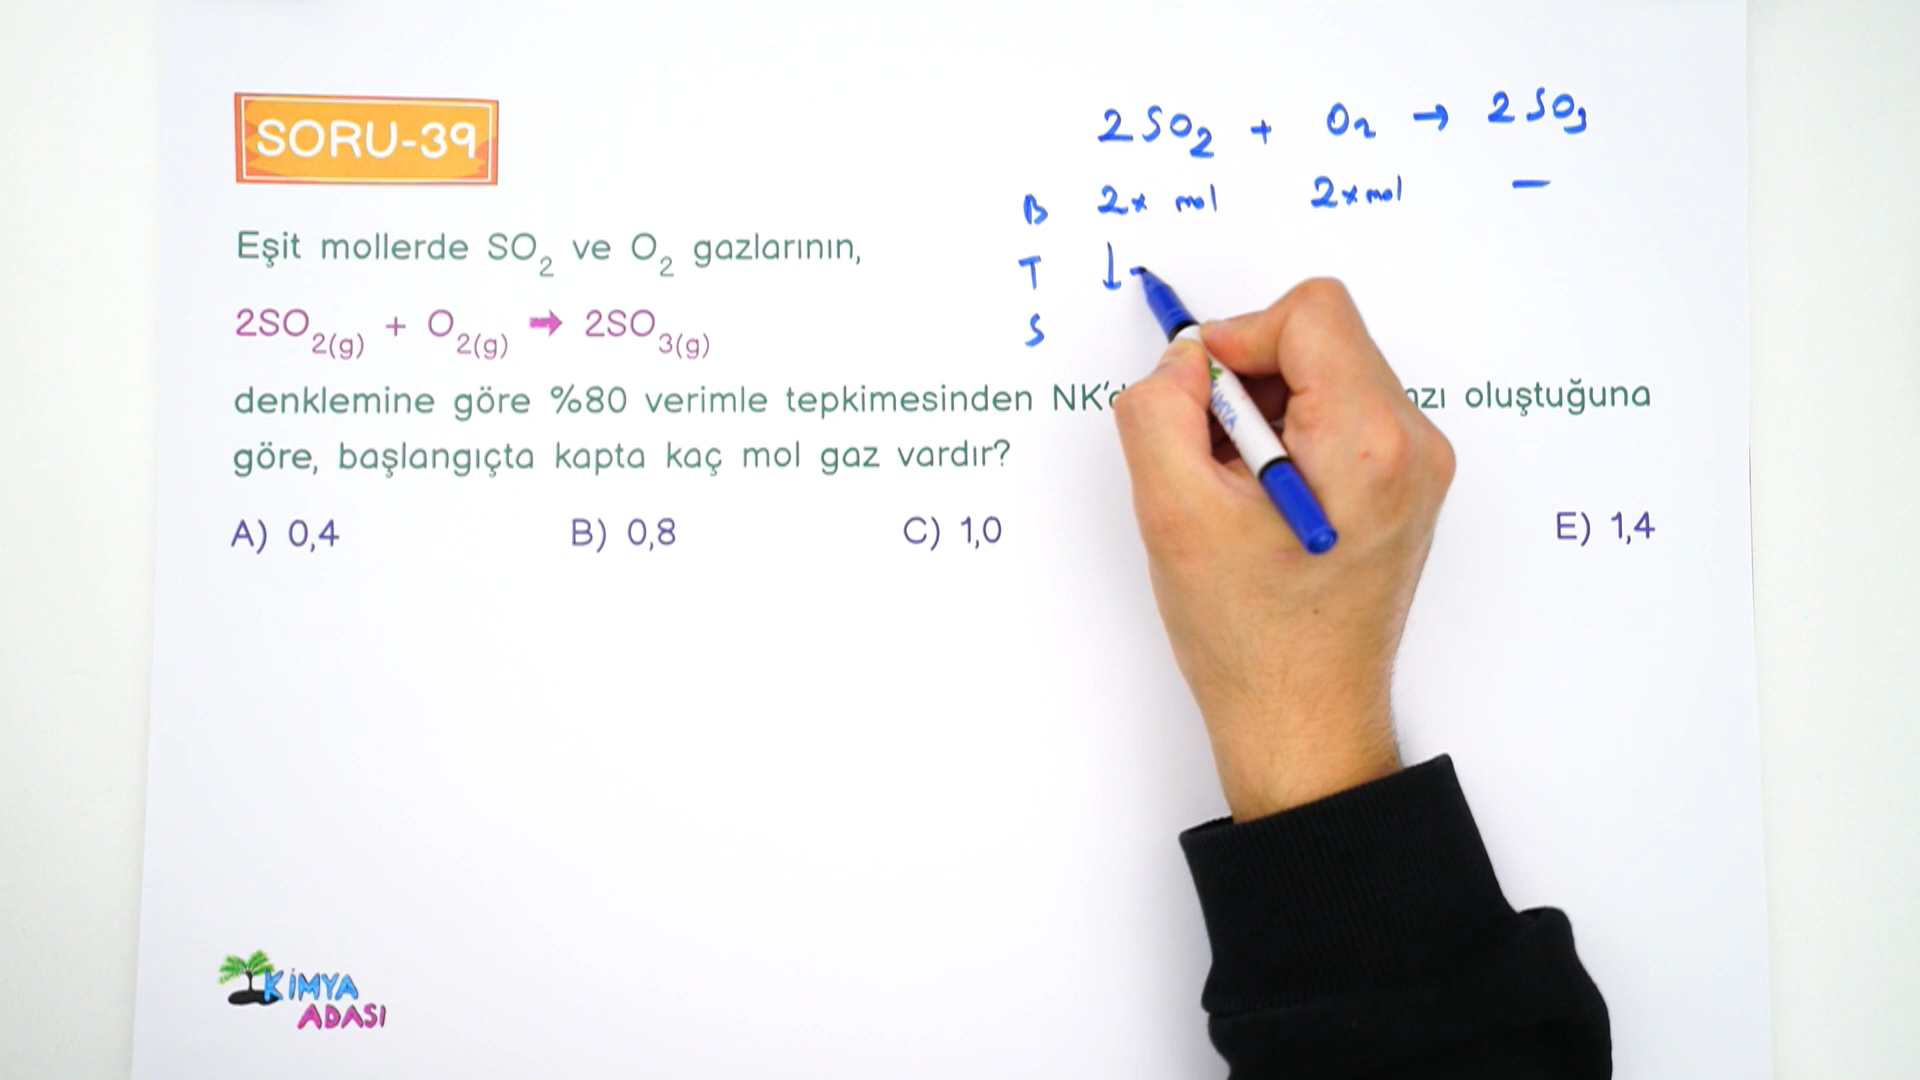 SORU-39
2SO₂ + O₂ → 2SO₃
B 2x mol 2x mol —
T
S
Eşit mollerde SO₂ ve O₂ gazlarının,
2SO₂(g) + O₂(g) → 2SO₃(g)
denklemine göre %80 verimle tepkimesinden oluştuğuna
göre, başlangıçta kapta kaç mol gaz vardır?
A) 0,4 B) 0,8 C) 1,0 E) 1,4
KİMYA
ADASI